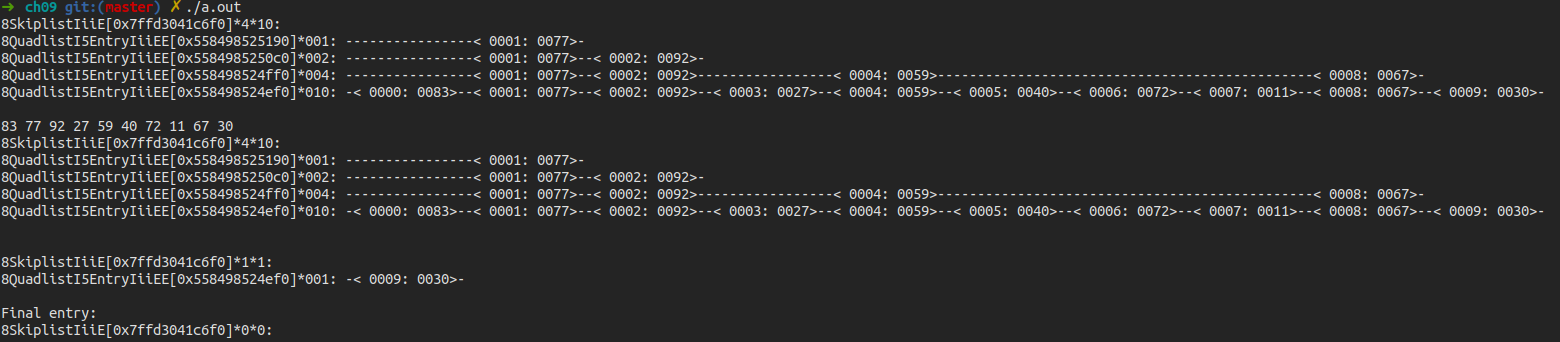 ➜  ch09 git:(master) ✗ ./a.out
8SkiplistIiiE[0x7ffd3041c6f0]*4*10:
8QuadlistI5EntryIiiEE[0x558498525190]*001: ----------------< 0001: 0077>-
8QuadlistI5EntryIiiEE[0x5584985250c0]*002: ----------------< 0001: 0077>--< 0002: 0092>-
8QuadlistI5EntryIiiEE[0x558498524ff0]*004: ----------------< 0001: 0077>--< 0002: 0092>-----------------< 0004: 0059>-----------------------------------------------< 0008: 0067>-
8QuadlistI5EntryIiiEE[0x558498524ef0]*010: -< 0000: 0083>--< 0001: 0077>--< 0002: 0092>--< 0003: 0027>--< 0004: 0059>--< 0005: 0040>--< 0006: 0072>--< 0007: 0011>--< 0008: 0067>--< 0009: 0030>-
83 77 92 27 59 40 72 11 67 30
8SkiplistIiiE[0x7ffd3041c6f0]*4*10:
8QuadlistI5EntryIiiEE[0x558498525190]*001: ----------------< 0001: 0077>-
8QuadlistI5EntryIiiEE[0x5584985250c0]*002: ----------------< 0001: 0077>--< 0002: 0092>-
8QuadlistI5EntryIiiEE[0x558498524ff0]*004: ----------------< 0001: 0077>--< 0002: 0092>-----------------< 0004: 0059>-----------------------------------------------< 0008: 0067>-
8QuadlistI5EntryIiiEE[0x558498524ef0]*010: -< 0000: 0083>--< 0001: 0077>--< 0002: 0092>--< 0003: 0027>--< 0004: 0059>--< 0005: 0040>--< 0006: 0072>--< 0007: 0011>--< 0008: 0067>--< 0009: 0030>-
8SkiplistIiiE[0x7ffd3041c6f0]*1*1:
8QuadlistI5EntryIiiEE[0x558498524ef0]*001: -< 0009: 0030>-
Final entry:
8SkiplistIiiE[0x7ffd3041c6f0]*0*0: